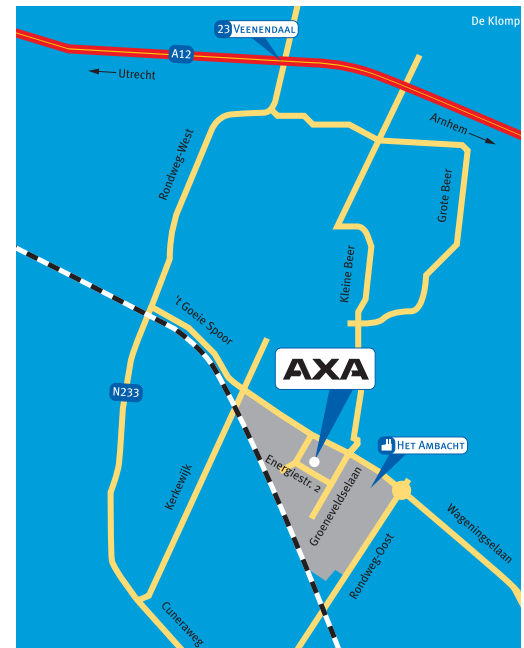 De Klomp
23 VEENENDAAL
A12
Utrecht
Arnhem
Rondweg-West
Grote Beer
Kleine Beer
't Goeie Spoor
AXA
N233
HET AMBACHT
Energiestr. 2
Groeneveldselaan
Kerkewijk
Wageningselaan
Rondweg-Oost
Cuneraweg